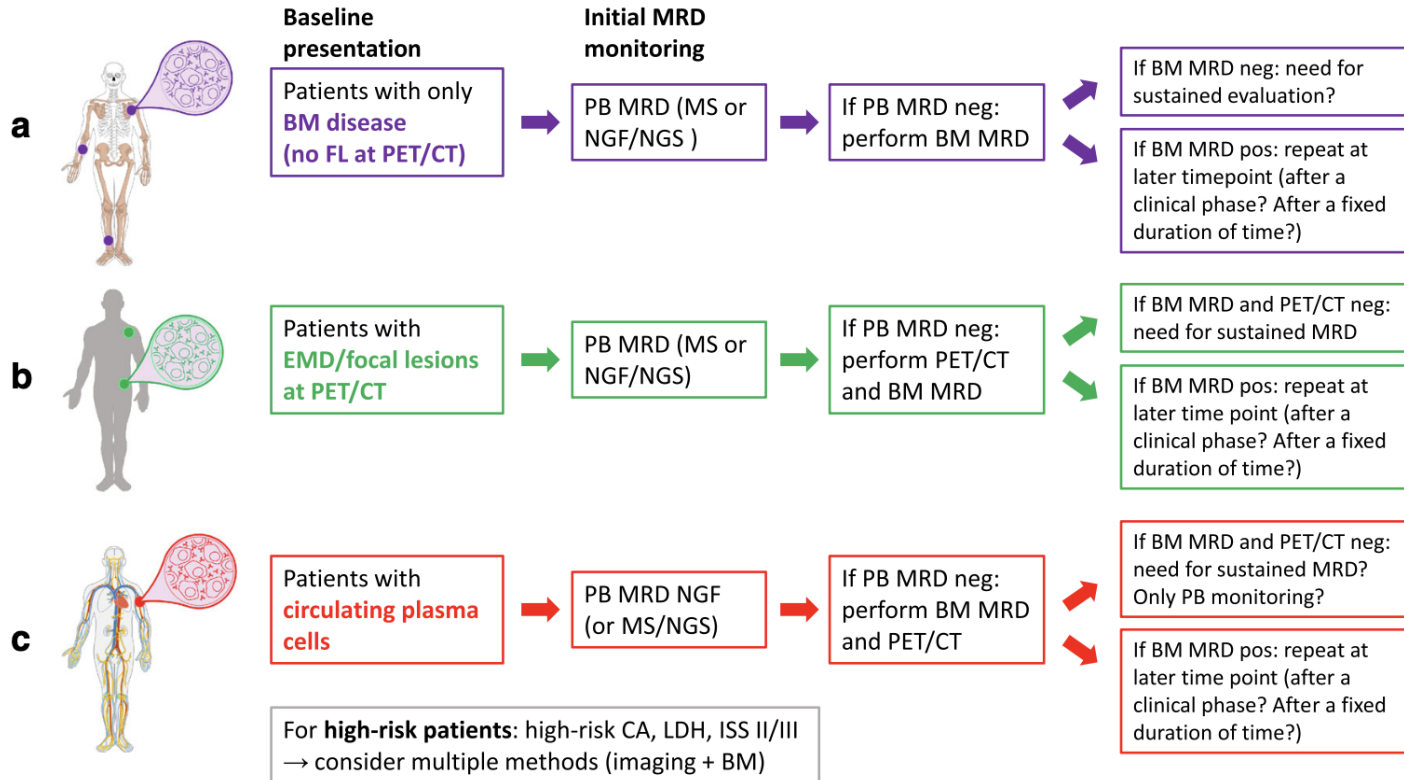 Baseline
presentation
Initial MRD
monitoring
a
Patients with only
BM disease
(no FL at PET/CT)
PB MRD (MS or
NGF/NGS )
If PB MRD neg:
perform BM MRD
If BM MRD neg: need for
sustained evaluation?
If BM MRD pos: repeat at
later timepoint (after a
clinical phase? After a fixed
duration of time?)
b
Patients with
EMD/focal lesions
at PET/CT
PB MRD (MS or
NGF/NGS)
If PB MRD neg:
perform PET/CT
and BM MRD
If BM MRD and PET/CT neg:
need for sustained MRD
If BM MRD pos: repeat at
later time point (after a
clinical phase? After a fixed
duration of time?)
c
Patients with
circulating plasma
cells
PB MRD NGF
(or MS/NGS)
If PB MRD neg:
perform BM MRD
and PET/CT
If BM MRD and PET/CT neg:
need for sustained MRD?
Only PB monitoring?
If BM MRD pos: repeat at
later time point (after a
clinical phase? After a fixed
duration of time?)
For high-risk patients: high-risk CA, LDH, ISS II/III
→ consider multiple methods (imaging + BM)